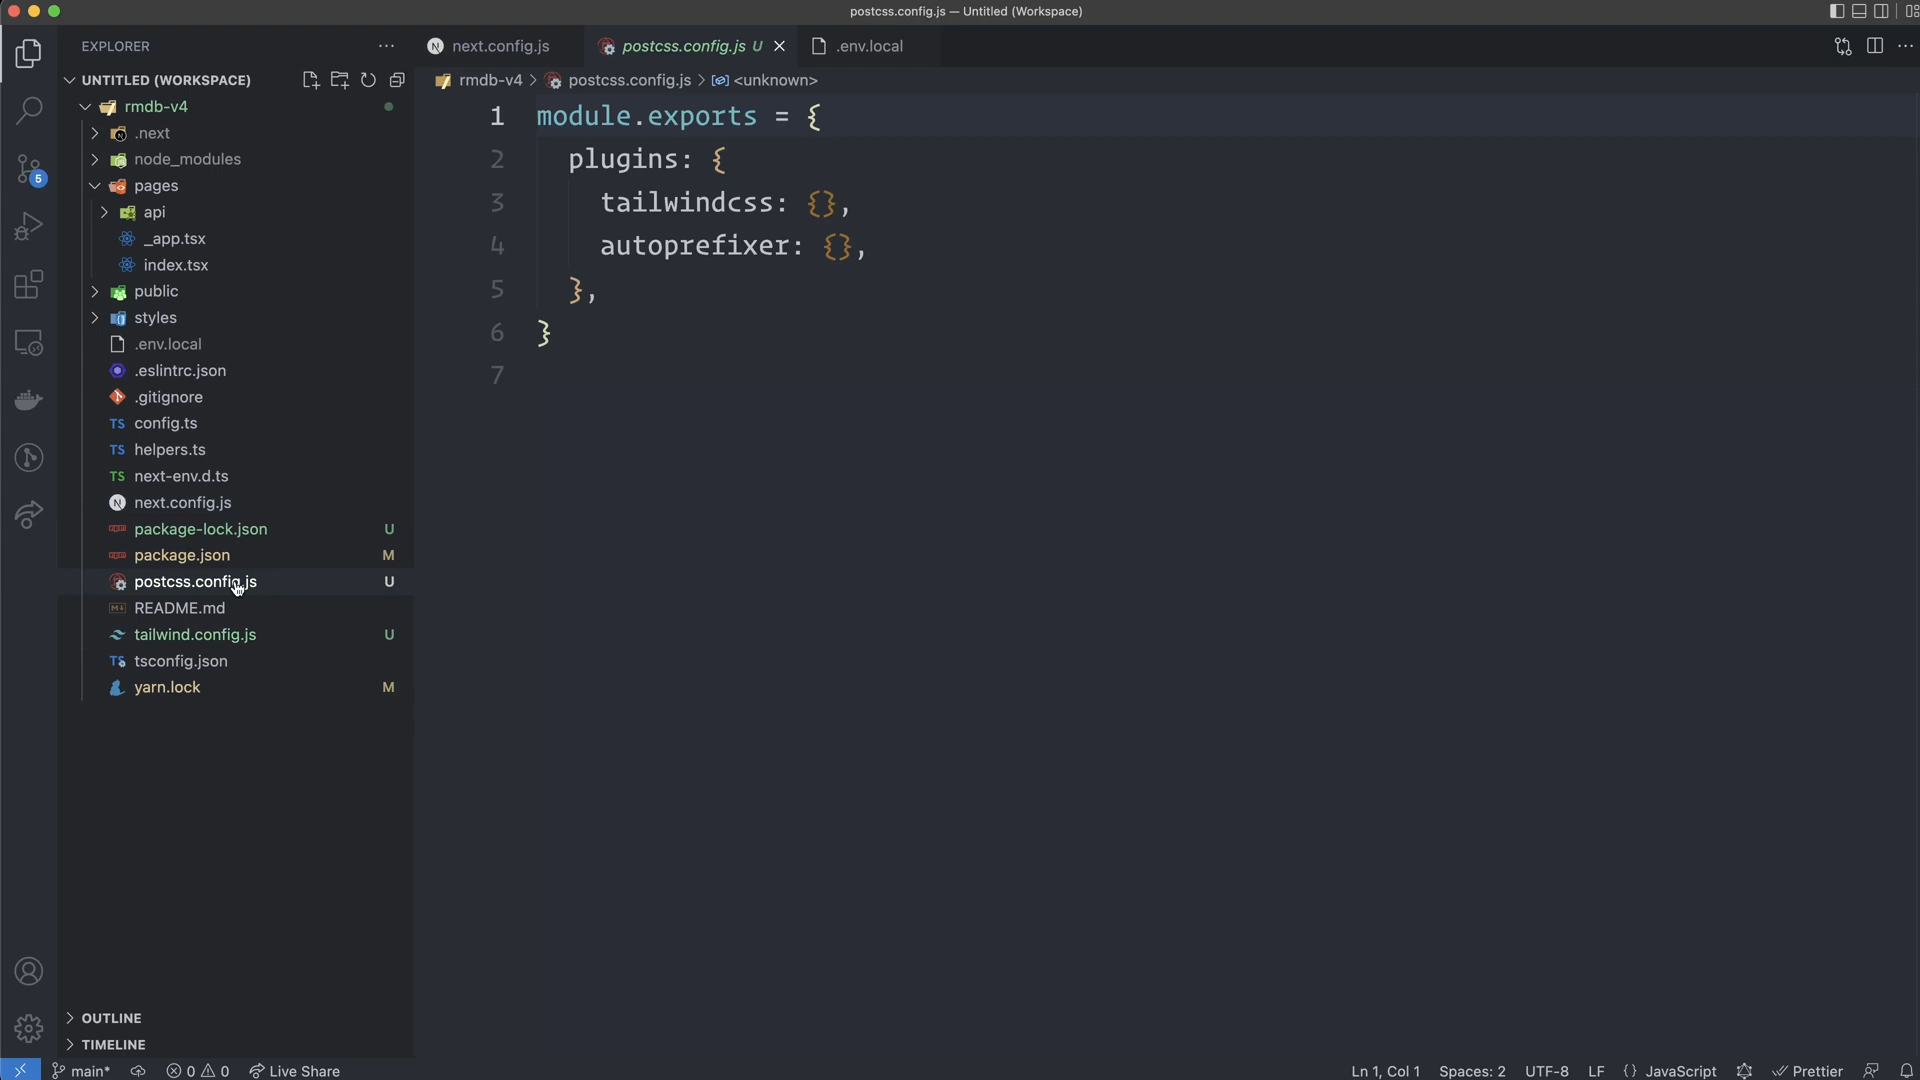 postcss.config.js — Untitled (Workspace)
EXPLORER
next.config.js
postcss.config.js U
.env.local
UNTITLED (WORKSPACE)
rmdb-v4 > postcss.config.js > <unknown>
rmdb-v4
.next
node_modules
pages
api
_app.tsx
index.tsx
public
styles
.env.local
.eslintrc.json
.gitignore
TS config.ts
TS helpers.ts
TS next-env.d.ts
N next.config.js
package-lock.json U
package.json M
postcss.config.js U
README.md
tailwind.config.js U
TS tsconfig.json
yarn.lock M
1 module.exports = {
2 plugins: {
3 tailwindcss: {},
4 autoprefixer: {},
5 },
6 }
7
5
OUTLINE
TIMELINE
main* 0 0 Live Share
Ln 1, Col 1 Spaces: 2 UTF-8 LF {} JavaScript Prettier